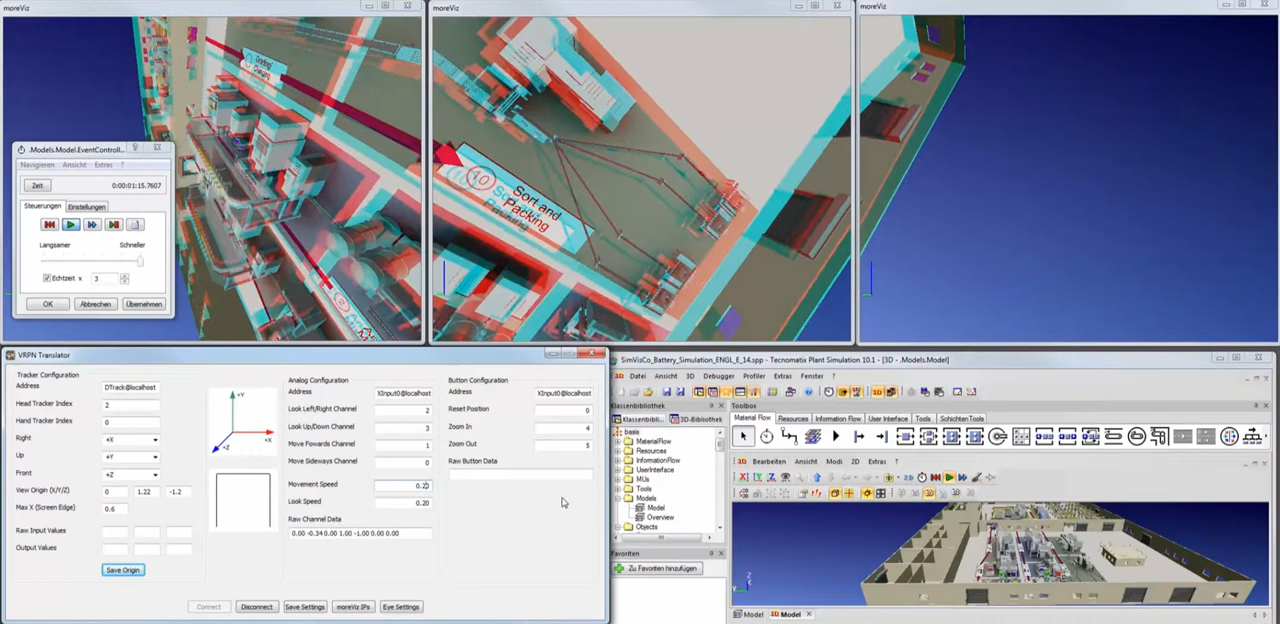 moreViz
moreViz
moreViz
10
Sort and
Packing
.Models.Model.EventControll...
Navigieren Ansicht Extras ?
Zeit 0:00:01:15.7607
Steuerungen Einstellungen
Langsamer Schneller
Echtzeit x 3
OK Abbrechen Übernehmen
VRPN Translator
Tracker Configuration
Address DTrack@localhost
Head Tracker Index 2
Hand Tracker Index 0
Right +X
Up +Y
Front +Z
View Origin (X/Y/Z) 0 1.22 -1.2
Max X (Screen Edge) 0.6
Raw Input Values
Output Values
Save Origin
+Y
+X
+Z
Analog Configuration
Address XInput0@localhost
Look Left/Right Channel 2
Look Up/Down Channel 3
Move Fowards Channel 1
Move Sideways Channel 0
Movement Speed 0.20
Look Speed 0.20
Raw Channel Data
0.00 -0.34 0.00 1.00 -1.00 0.00 0.00
Button Configuration
Address XInput0@localhost
Reset Position 0
Zoom In 4
Zoom Out 5
Raw Button Data
Connect Disconnect Save Settings moreViz IPs Eye Settings
SimVisCo_Battery_Simulation_ENGL_E_14.spp - Tecnomatix Plant Simulation 10.1 - [3D - .Models.Model]
3D Datei Ansicht 3D Debugger Profiler Extras Fenster ?
Klassenbibliothek
Klassenbibli... 3D-Bibliothek
basis
MaterialFlow
Resources
InformationFlow
UserInterface
MUs
Tools
Models
Model
Overview
Objects
Favoriten
Zu Favoriten hinzufügen
Toolbox
Material Flow Resources Information Flow User Interface Tools SchichtenTools
3D Bearbeiten Ansicht Modi 2D Extras ?
Model 3D Model